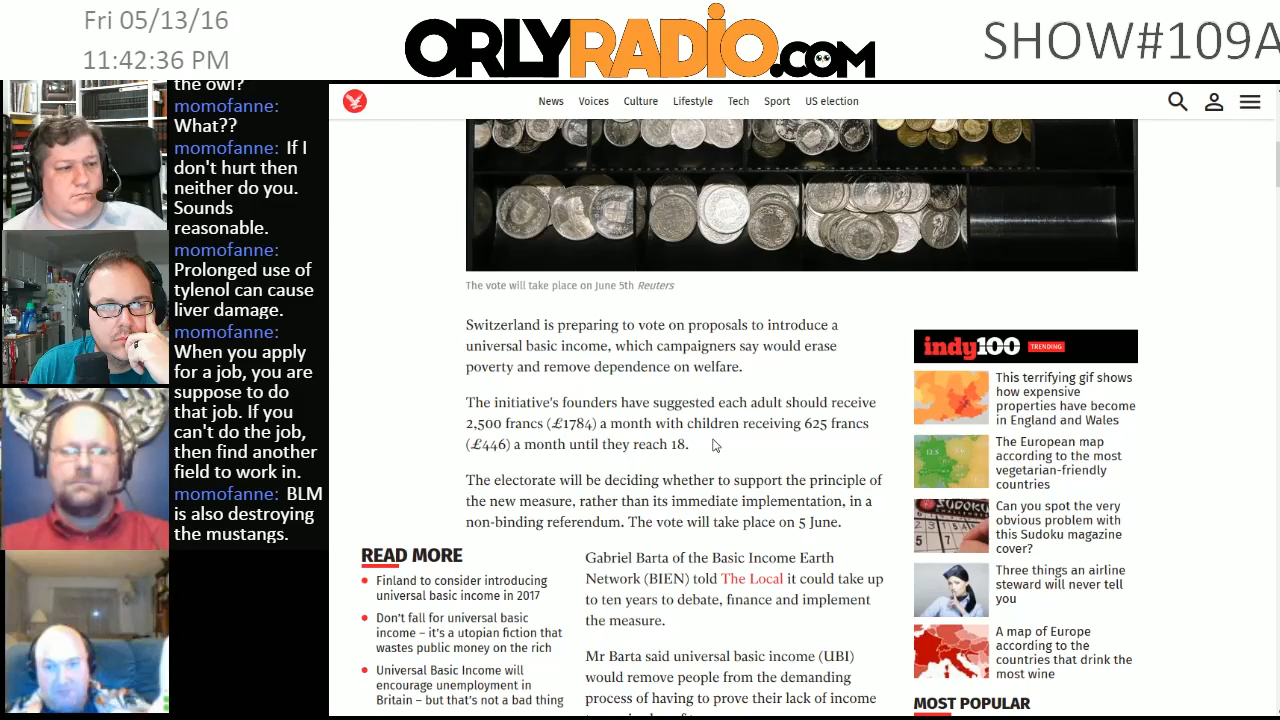 Fri 05/13/16
11:42:36 PM
ORLYRADIO.COM
SHOW#109A
the owl?
momofanne:
What??
momofanne: If I
don't hurt then
neither do you.
Sounds
reasonable.
momofanne:
Prolonged use of
tylenol can cause
liver damage.
momofanne:
When you apply
for a job, you are
suppose to do
that job. If you
can't do the job,
then find another
field to work in.
momofanne: BLM
is also destroying
the mustangs.
News Voices Culture Lifestyle Tech Sport US election
The vote will take place on June 5th Reuters
Switzerland is preparing to vote on proposals to introduce a
universal basic income, which campaigners say would erase
poverty and remove dependence on welfare.
The initiative's founders have suggested each adult should receive
2,500 francs (£1784) a month with children receiving 625 francs
(£446) a month until they reach 18.
The electorate will be deciding whether to support the principle of
the new measure, rather than its immediate implementation, in a
non-binding referendum. The vote will take place on 5 June.
READ MORE
Finland to consider introducing
universal basic income in 2017
Don't fall for universal basic
income – it's a utopian fiction that
wastes public money on the rich
Universal Basic Income will
encourage unemployment in
Britain – but that's not a bad thing
Gabriel Barta of the Basic Income Earth
Network (BIEN) told The Local it could take up
to ten years to debate, finance and implement
the measure.
Mr Barta said universal basic income (UBI)
would remove people from the demanding
process of having to prove their lack of income
indy100 TRENDING
This terrifying gif shows
how expensive
properties have become
in England and Wales
The European map
according to the most
vegetarian-friendly
countries
Can you spot the very
obvious problem with
this Sudoku magazine
cover?
Three things an airline
steward will never tell
you
A map of Europe
according to the
countries that drink the
most wine
MOST POPULAR